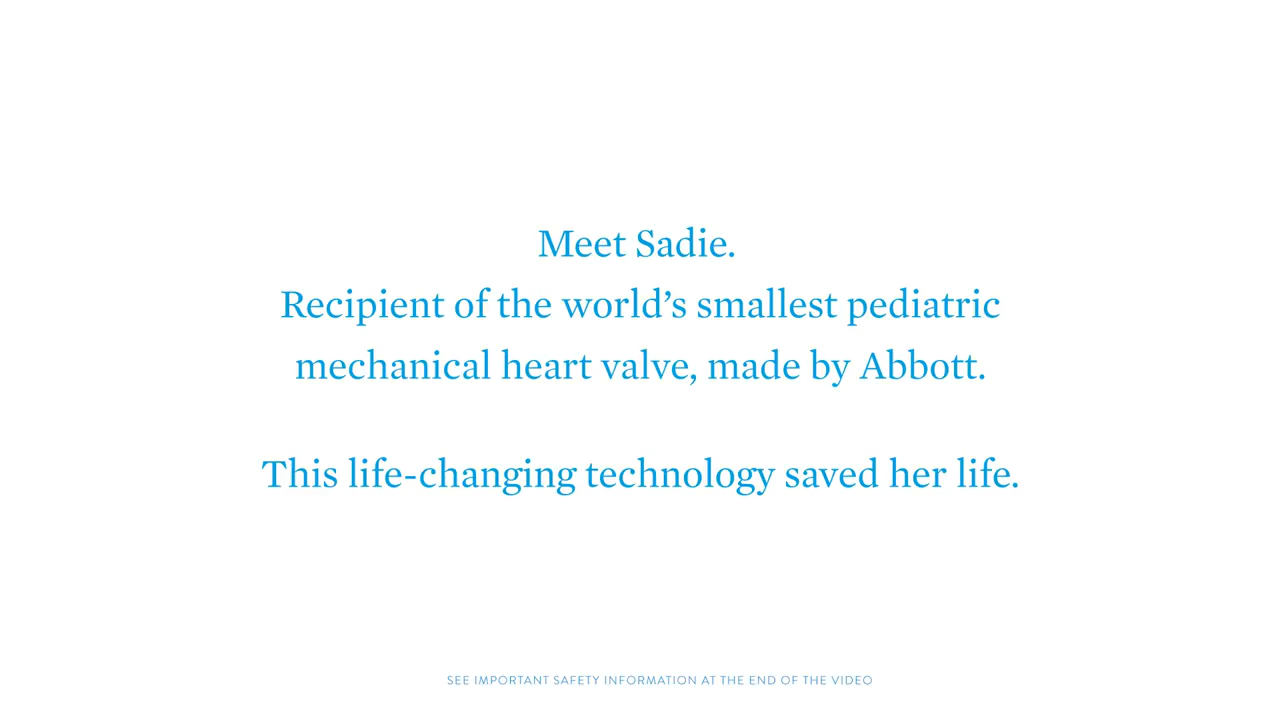 Meet Sadie.
Recipient of the world’s smallest pediatric
mechanical heart valve, made by Abbott.
This life-changing technology saved her life.
SEE IMPORTANT SAFETY INFORMATION AT THE END OF THE VIDEO